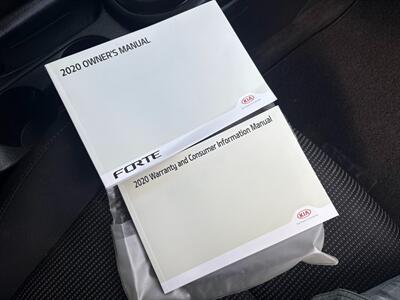 2020 OWNER'S MANUAL
KIA
FORTE
2020 Warranty and Consumer Information Manual
KIA